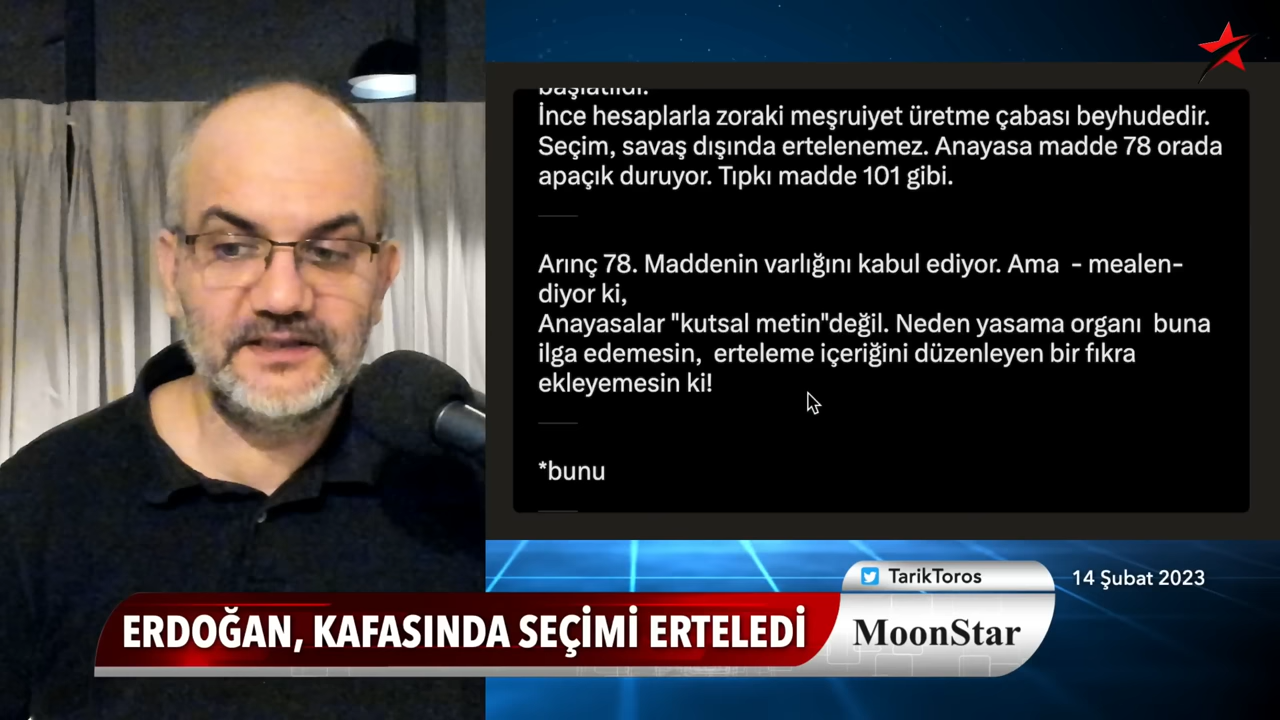 başlatıldı.
İnce hesaplarla zoraki meşruiyet üretme çabası beyhudedir.
Seçim, savaş dışında ertelenemez. Anayasa madde 78 orada
apaçık duruyor. Tıpkı madde 101 gibi.
Arınç 78. Maddenin varlığını kabul ediyor. Ama - mealen-
diyor ki,
Anayasalar "kutsal metin"değil. Neden yasama organı buna
ilga edemesin, erteleme içeriğini düzenleyen bir fıkra
ekleyemesin ki!
*bunu
TarikToros
14 Şubat 2023
ERDOĞAN, KAFASINDA SEÇİMİ ERTELEDİ
MoonStar